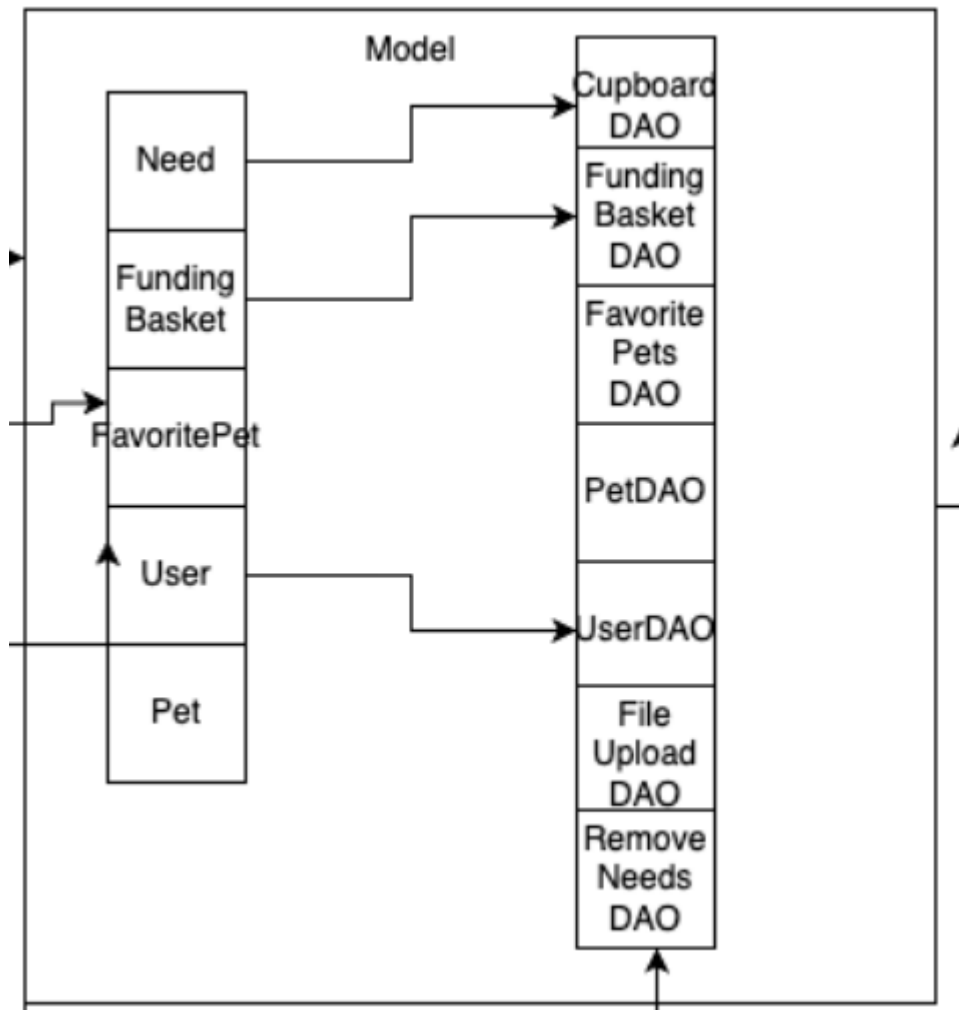 Model
Need
Funding
Basket
FavoritePet
User
Pet
Cupboard
DAO
Funding
Basket
DAO
Favorite
Pets
DAO
PetDAO
UserDAO
File
Upload
DAO
Remove
Needs
DAO